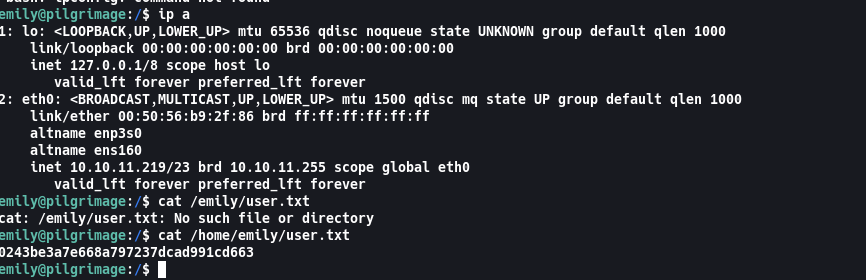 emily@pilgrimage:/$ ip a
1: lo: <LOOPBACK,UP,LOWER_UP> mtu 65536 qdisc noqueue state UNKNOWN group default qlen 1000
link/loopback 00:00:00:00:00:00 brd 00:00:00:00:00:00
inet 127.0.0.1/8 scope host lo
valid_lft forever preferred_lft forever
2: eth0: <BROADCAST,MULTICAST,UP,LOWER_UP> mtu 1500 qdisc mq state UP group default qlen 1000
link/ether 00:50:56:b9:2f:86 brd ff:ff:ff:ff:ff:ff
altname enp3s0
altname ens160
inet 10.10.11.219/23 brd 10.10.11.255 scope global eth0
valid_lft forever preferred_lft forever
emily@pilgrimage:/$ cat /emily/user.txt
cat: /emily/user.txt: No such file or directory
emily@pilgrimage:/$ cat /home/emily/user.txt
0243be3a7e668a797237dcad991cd663
emily@pilgrimage:/$